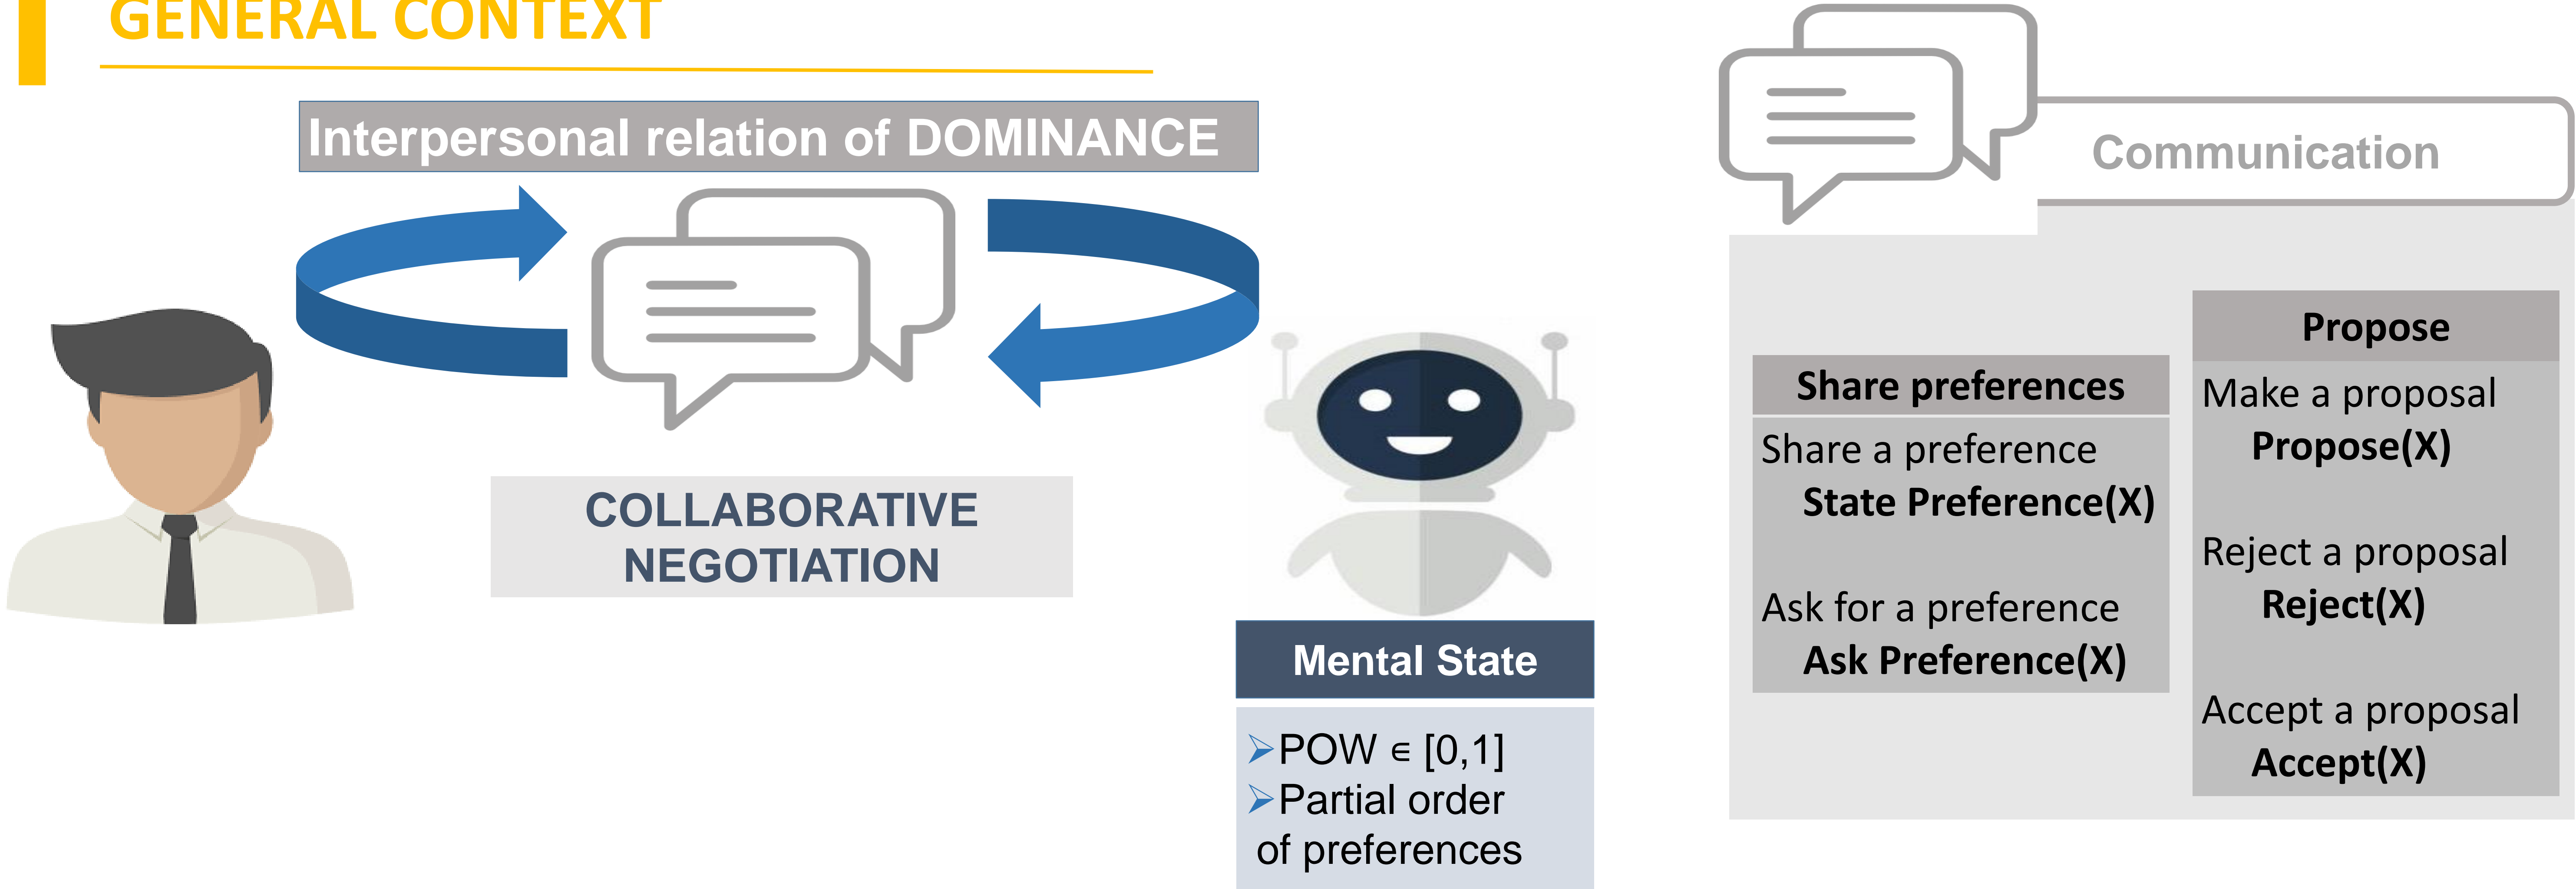 GENERAL CONTEXT
Interpersonal relation of DOMINANCE
COLLABORATIVE
NEGOTIATION
Mental State
➢POW ∈ [0,1]
➢Partial order
of preferences
Communication
Share preferences
Share a preference
State Preference(X)
Ask for a preference
Ask Preference(X)
Propose
Make a proposal
Propose(X)
Reject a proposal
Reject(X)
Accept a proposal
Accept(X)